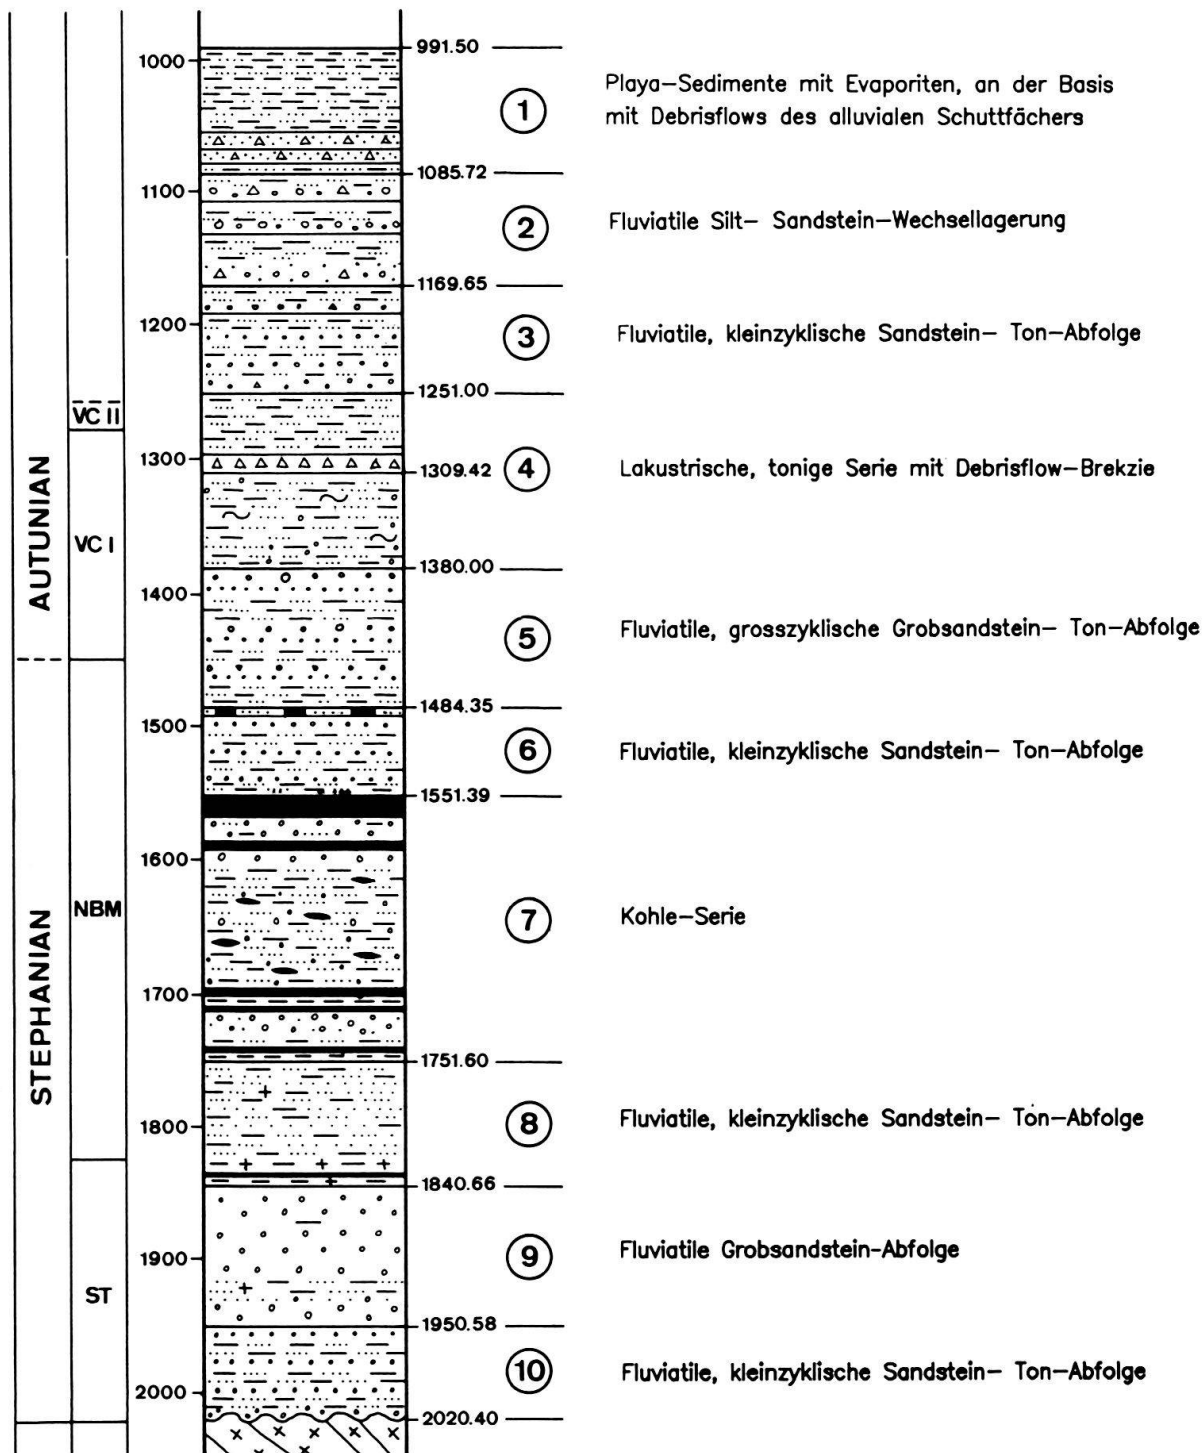 991.50
1000
Playa-Sedimente mit Evaporiten, an der Basis
① mit Debrisflows des alluvialen Schuttfächers
1085.72
1100
② Fluviatile Silt- Sandstein-Wechsellagerung
1169.65
1200
③ Fluviatile, kleinzyklische Sandstein- Ton-Abfolge
1251.00
VC II
1300
1309.42
④ Lakustrische, tonige Serie mit Debrisflow-Brekzie
AUTUNIAN
VC I
1380.00
1400
⑤ Fluviatile, grosszyklische Grobsandstein- Ton-Abfolge
1484.35
1500
⑥ Fluviatile, kleinzyklische Sandstein- Ton-Abfolge
1551.39
1600
STEPHANIAN
NBM
⑦ Kohle-Serie
1700
1751.60
1800
⑧ Fluviatile, kleinzyklische Sandstein- Ton-Abfolge
1840.66
1900
⑨ Fluviatile Grobsandstein-Abfolge
ST
1950.58
2000
⑩ Fluviatile, kleinzyklische Sandstein- Ton-Abfolge
2020.40